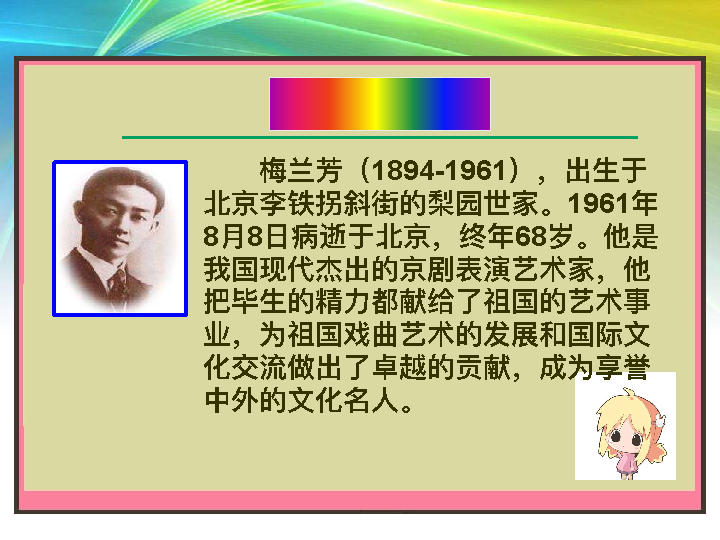 梅兰芳（1894-1961），出生于
北京李铁拐斜街的梨园世家。1961年
8月8日病逝于北京，终年68岁。他是
我国现代杰出的京剧表演艺术家，他
把毕生的精力都献给了祖国的艺术事
业，为祖国戏曲艺术的发展和国际文
化交流做出了卓越的贡献，成为享誉
中外的文化名人。